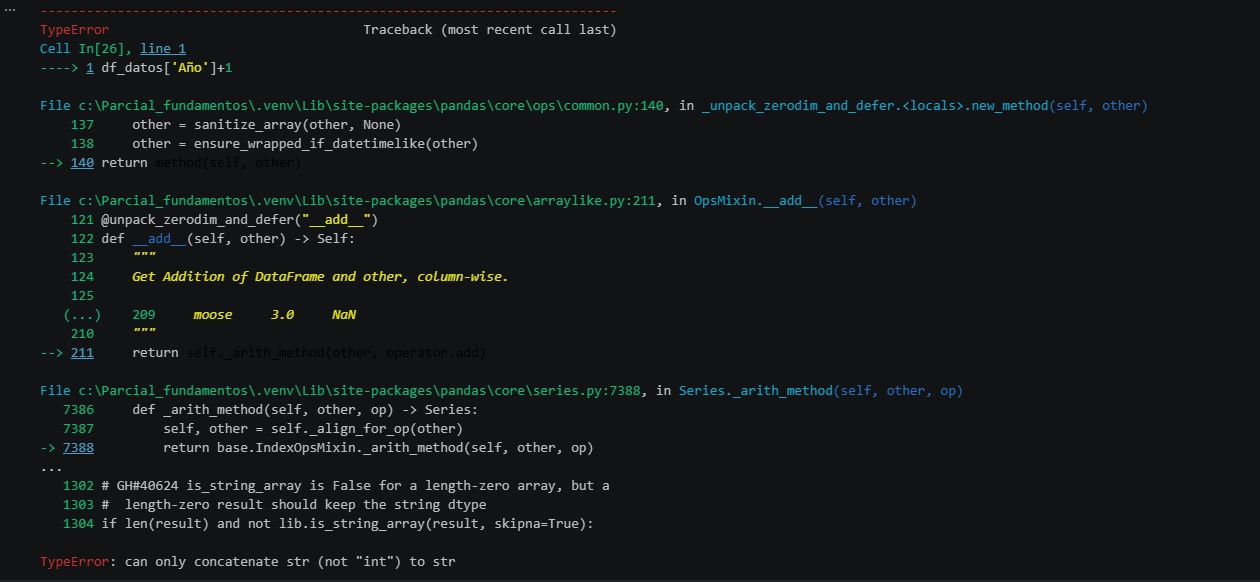 ...
---------------------------------------------------------------------------
TypeError                                 Traceback (most recent call last)
Cell In[26], line 1
----> 1 df_datos['Año']+1

File c:\Parcial_fundamentos\.venv\Lib\site-packages\pandas\core\ops\common.py:140, in _unpack_zerodim_and_defer.<locals>.new_method(self, other)
    137     other = sanitize_array(other, None)
    138     other = ensure_wrapped_if_datetimelike(other)
--> 140 return method(self, other)

File c:\Parcial_fundamentos\.venv\Lib\site-packages\pandas\core\arraylike.py:211, in OpsMixin.__add__(self, other)
    121 @unpack_zerodim_and_defer("__add__")
    122 def __add__(self, other) -> Self:
    123     """
    124     Get Addition of DataFrame and other, column-wise.
    125
   (...)    209     moose     3.0     NaN
    210     """
--> 211     return self._arith_method(other, operator.add)

File c:\Parcial_fundamentos\.venv\Lib\site-packages\pandas\core\series.py:7388, in Series._arith_method(self, other, op)
   7386     def _arith_method(self, other, op) -> Series:
   7387         self, other = self._align_for_op(other)
-> 7388         return base.IndexOpsMixin._arith_method(self, other, op)
...
   1302 # GH#40624 is_string_array is False for a length-zero array, but a
   1303 #  length-zero result should keep the string dtype
   1304 if len(result) and not lib.is_string_array(result, skipna=True):

TypeError: can only concatenate str (not "int") to str